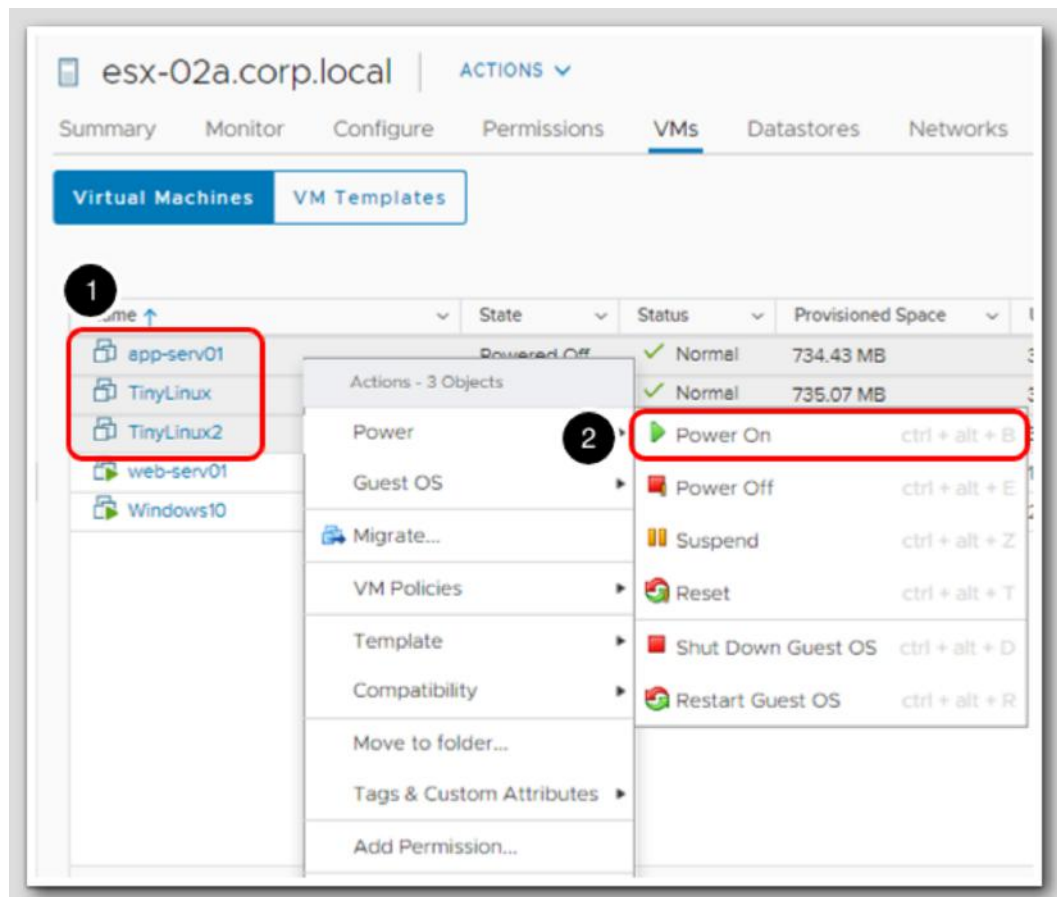 esx-02a.corp.local ACTIONS
Summary Monitor Configure Permissions VMs Datastores Networks
Virtual Machines VM Templates
1
State Status Provisioned Space
app-serv01 Powered Off Normal 734.43 MB
Actions - 3 Objects
TinyLinux Normal 735.07 MB
TinyLinux2 Power 2 Power On ctrl + alt + B
web-serv01 Guest OS Power Off ctrl + alt + E
Windows10
Migrate... Suspend ctrl + alt + Z
VM Policies Reset ctrl + alt + T
Template Shut Down Guest OS ctrl + alt + D
Compatibility Restart Guest OS ctrl + alt + R
Move to folder...
Tags & Custom Attributes
Add Permission...